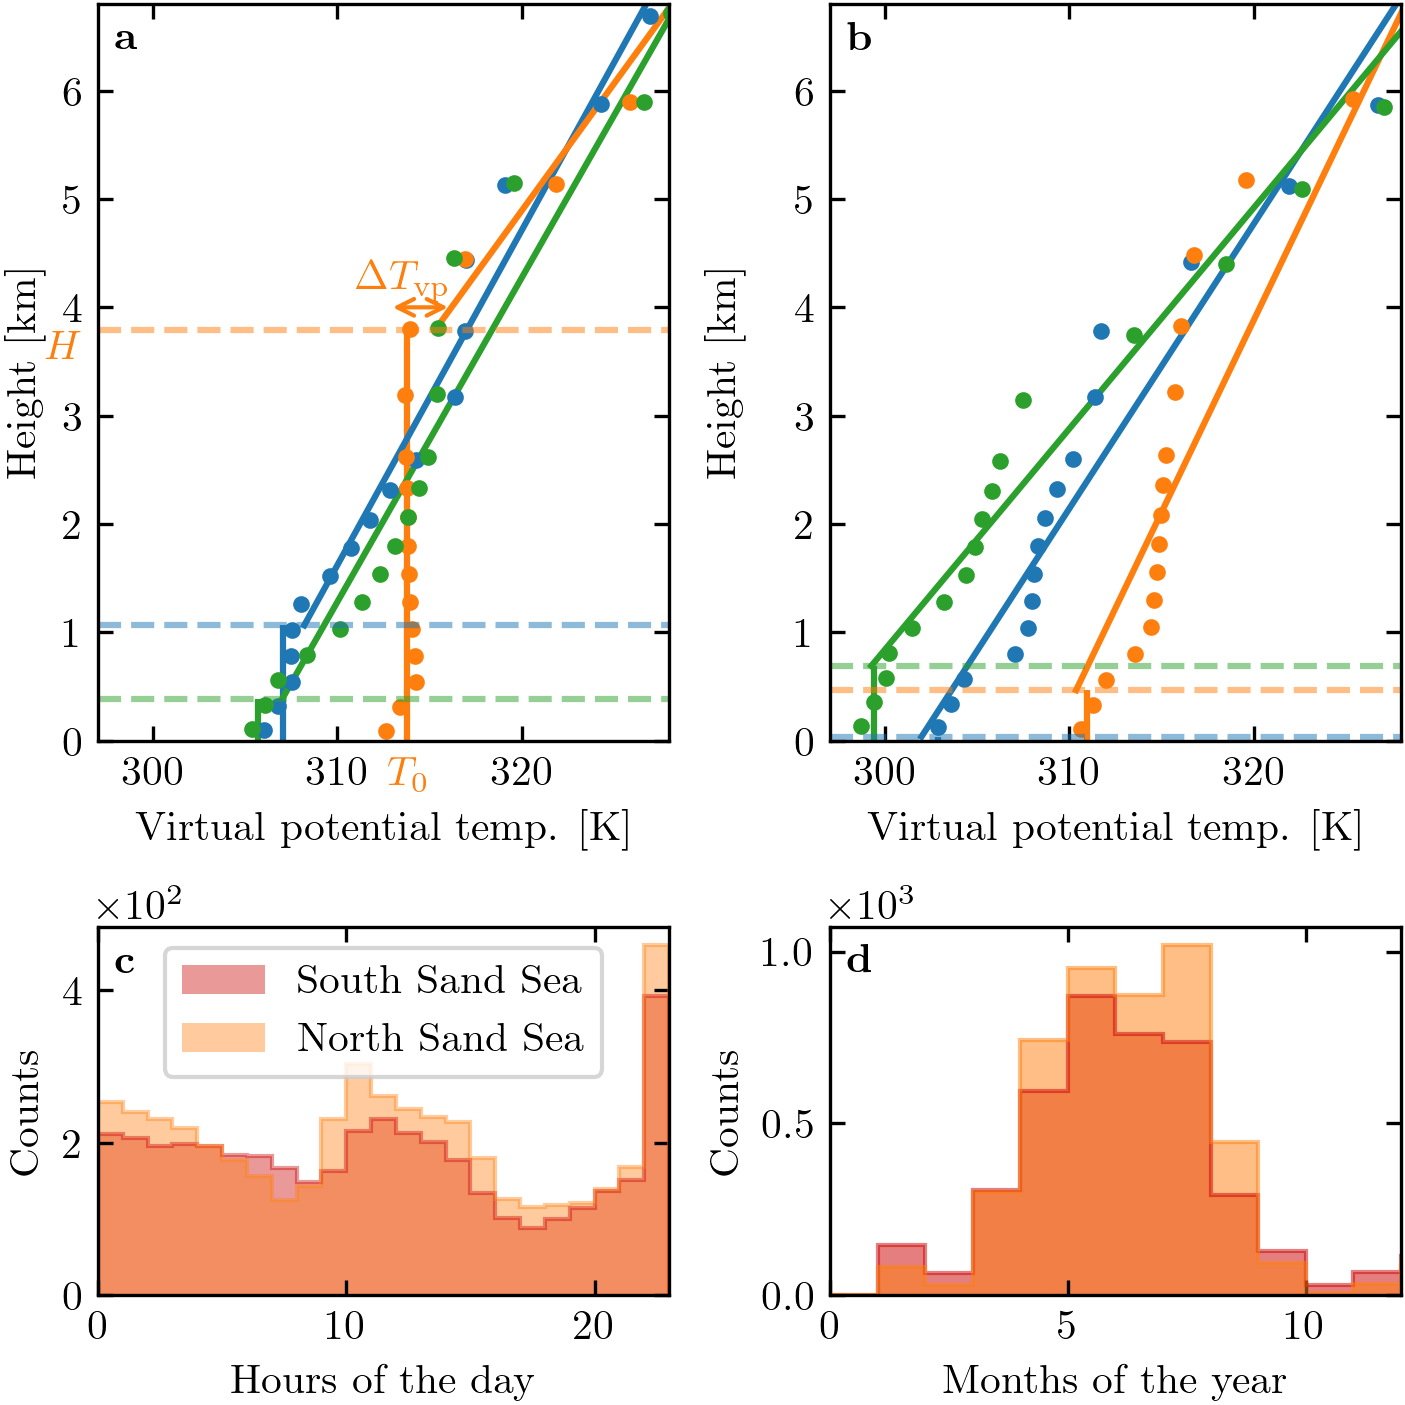 a
ΔT_vp
H
T_0
0
1
2
3
4
5
6
300
310
320
Height [km]
Virtual potential temp. [K]
b
0
1
2
3
4
5
6
300
310
320
Height [km]
Virtual potential temp. [K]
×10²
c
South Sand Sea
North Sand Sea
0
2
4
0
10
20
Counts
Hours of the day
×10³
d
0.0
0.5
1.0
0
5
10
Counts
Months of the year